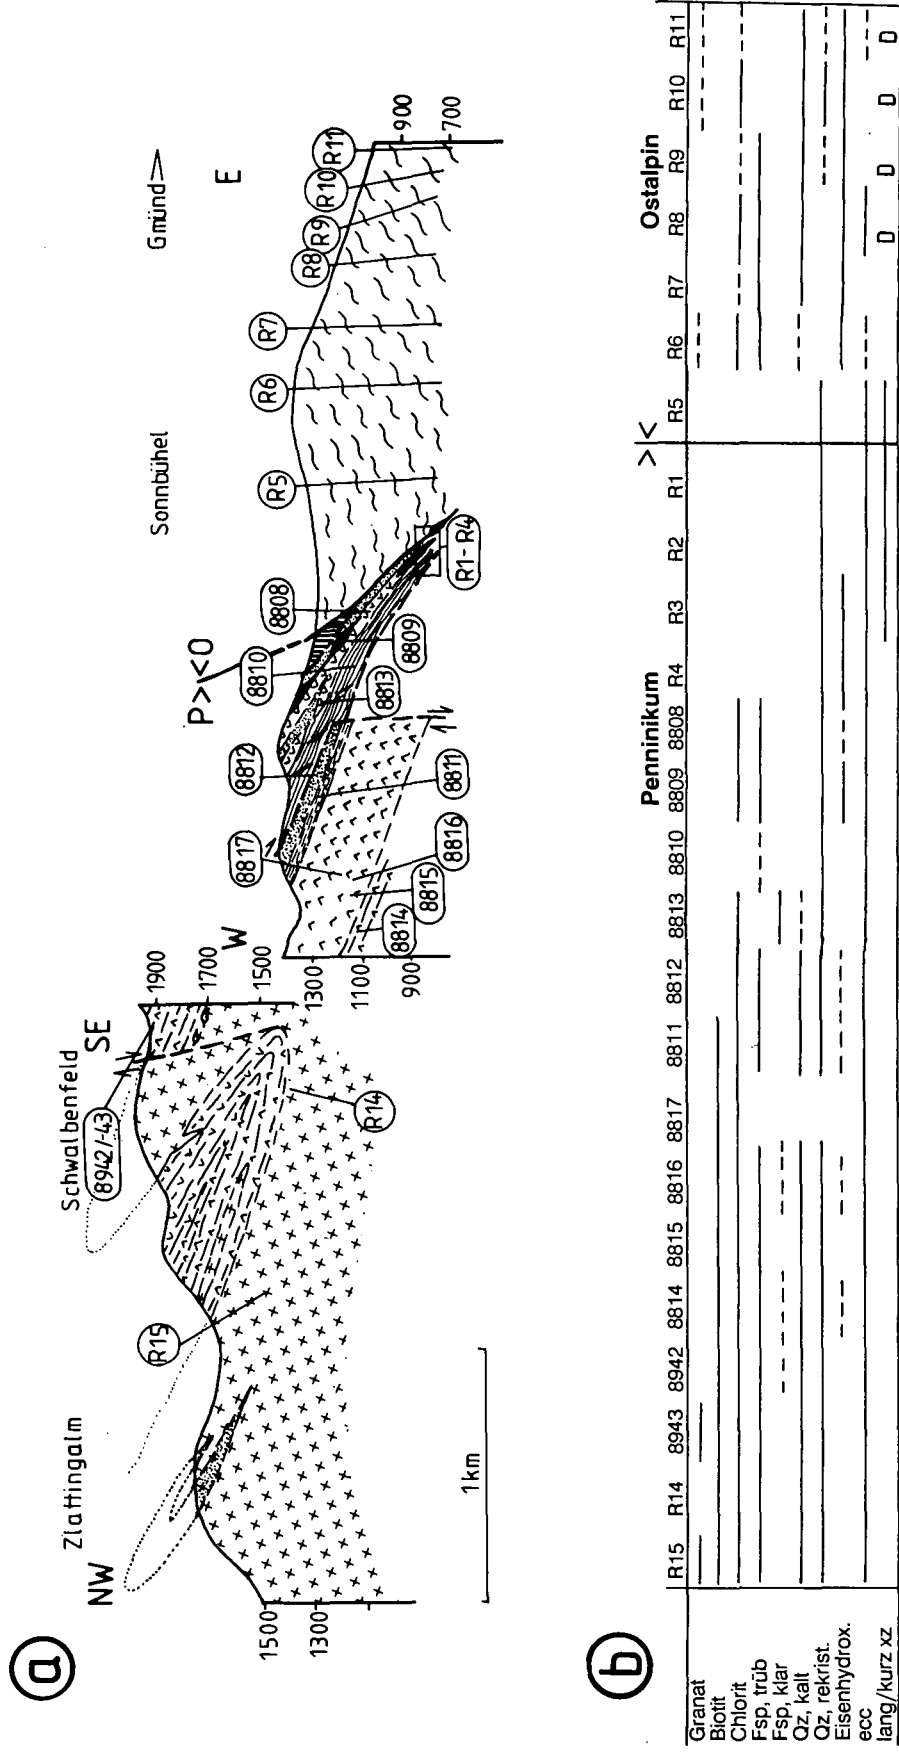 a
Zlattingalm
Schwalbenfeld
NW
SE
8942/-43
R15
R14
1500
1300
1900
1700
1500
1km
Sonnbühel
Gmünd>
W
P><O
E
8817
8812
8810
8808
R5
R6
R7
R8
R9
R10
R11
8814
8815
8816
8811
8813
8809
R1-R4
1300
1100
900
900
700
b
Penninikum >< Ostalpin
R15 R14 8943 8942 8814 8815 8816 8817 8811 8812 8813 8810 8809 8808 R4 R3 R2 R1 R5 R6 R7 R8 R9 R10 R11
Granat
Biotit
Chlorit
Fsp, trüb
Fsp, klar
Qz, kalt
Qz, rekrist.
Eisenhydrox.
ecc
lang/kurz xz D D D D